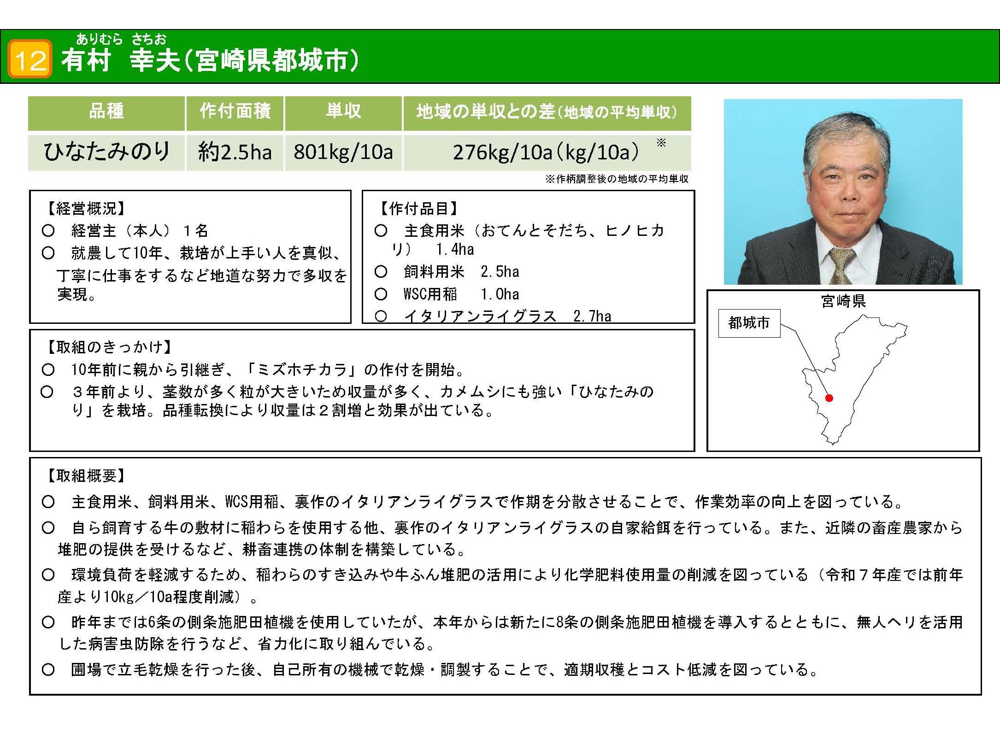 ありむら さちお
12 有村 幸夫（宮崎県都城市）
品種 作付面積 単収 地域の単収との差（地域の平均単収）
ひなたみのり 約2.5ha 801kg/10a 276kg/10a（kg/10a） ※
※作柄調整後の地域の平均単収
【経営概況】
○ 経営主（本人）１名
○ 就農して10年、栽培が上手い人を真似、
丁寧に仕事をするなど地道な努力で多収を
実現。
【作付品目】
○ 主食用米（おてんとそだち、ヒノヒカ
リ） 1.4ha
○ 飼料用米 2.5ha
○ WSC用稲 1.0ha
○ イタリアンライグラス 2.7ha
宮崎県
都城市
【取組のきっかけ】
○ 10年前に親から引継ぎ、「ミズホチカラ」の作付を開始。
○ ３年前より、茎数が多く粒が大きいため収量が多く、カメムシにも強い「ひなたみの
り」を栽培。品種転換により収量は２割増と効果が出ている。
【取組概要】
○ 主食用米、飼料用米、WCS用稲、裏作のイタリアンライグラスで作期を分散させることで、作業効率の向上を図っている。
○ 自ら飼育する牛の敷材に稲わらを使用する他、裏作のイタリアンライグラスの自家給餌を行っている。また、近隣の畜産農家から
堆肥の提供を受けるなど、耕畜連携の体制を構築している。
○ 環境負荷を軽減するため、稲わらのすき込みや牛ふん堆肥の活用により化学肥料使用量の削減を図っている（令和７年産では前年
産より10kg／10a程度削減）。
○ 昨年までは6条の側条施肥田植機を使用していたが、本年からは新たに8条の側条施肥田植機を導入するとともに、無人ヘリを活用
した病害虫防除を行うなど、省力化に取り組んでいる。
○ 圃場で立毛乾燥を行った後、自己所有の機械で乾燥・調製することで、適期収穫とコスト低減を図っている。